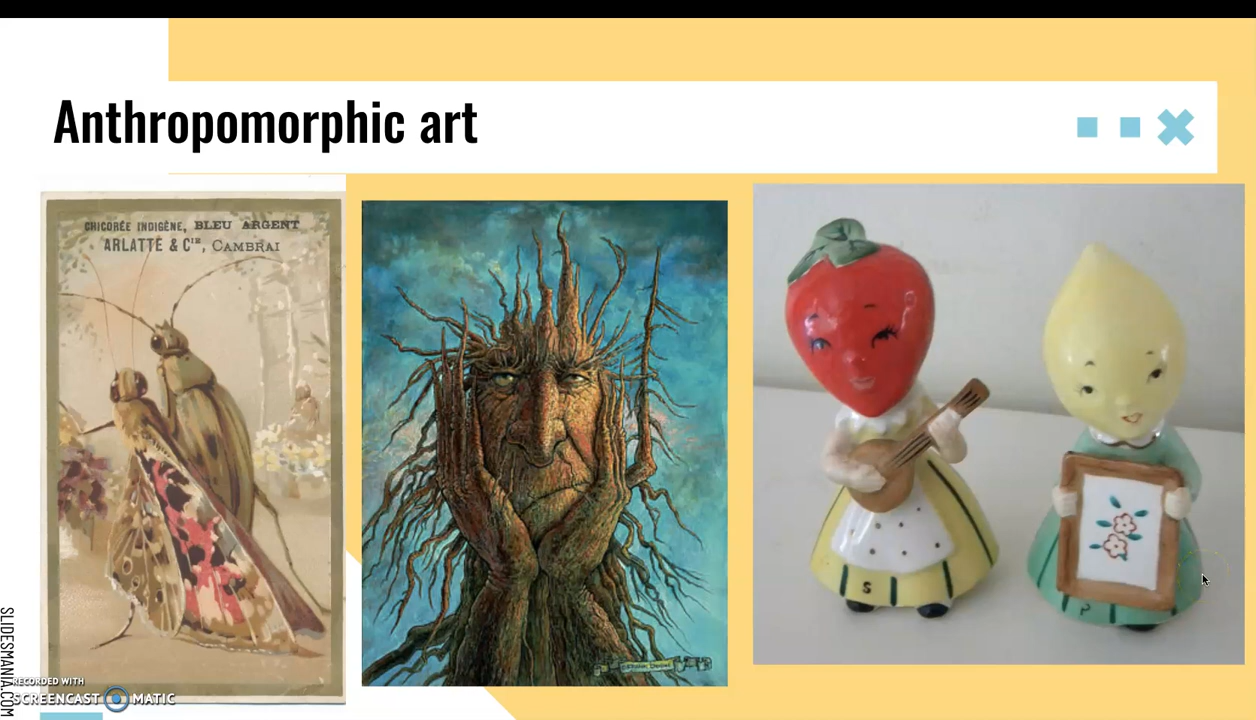 Anthropomorphic art
CHICORÉE INDIGÈNE, BLEU ARGENT
ARLATTE & CIE, CAMBRAI
S
P
SLIDESMANIA.COM
RECORDED WITH
SCREENCAST MATIC